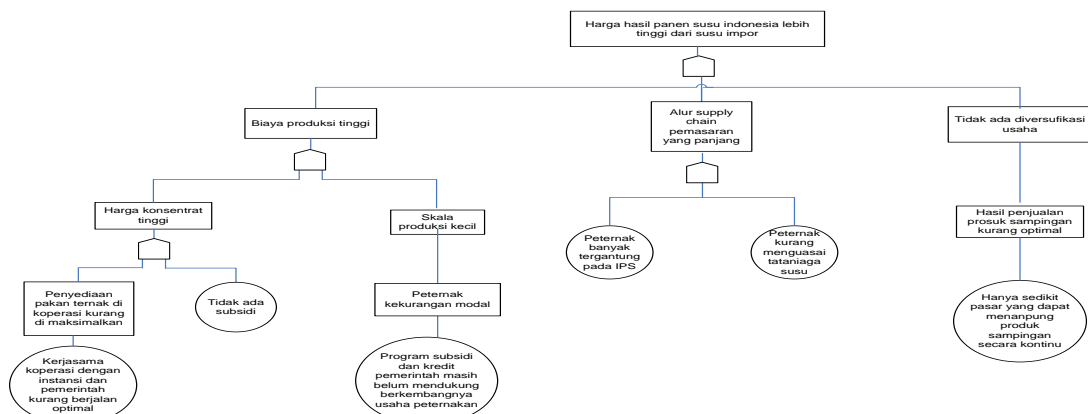 Harga hasil panen susu indonesia lebih
tinggi dari susu impor
Biaya produksi tinggi
Alur supply
chain
pemasaran
yang panjang
Tidak ada diversufikasi
usaha
Harga konsentrat
tinggi
Skala
produksi kecil
Peternak
banyak
tergantung
pada IPS
Peternak
kurang
menguasai
tataniaga
susu
Hasil penjualan
prosuk sampingan
kurang optimal
Penyediaan
pakan ternak di
koperasi kurang
di maksimalkan
Tidak ada
subsidi
Peternak
kekurangan modal
Hanya sedikit
pasar yang dapat
menanpung
produk
sampingan
secara kontinu
Kerjasama
koperasi dengan
instansi dan
pemerintah
kurang berjalan
optimal
Program subsidi
dan kredit
pemerintah masih
belum mendukung
berkembangnya
usaha peternakan